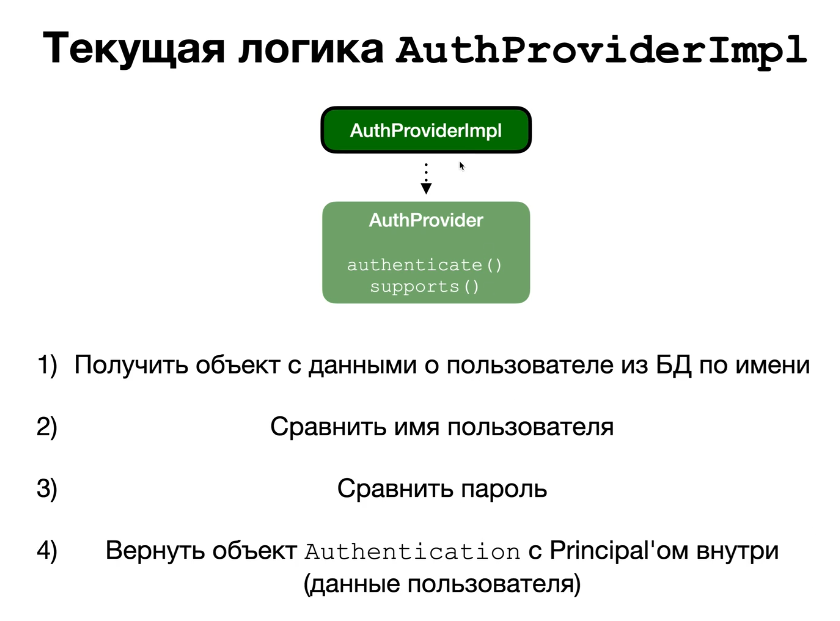 Текущая логика AuthProviderImpl
AuthProviderImpl
AuthProvider
authenticate()
supports()
1) Получить объект с данными о пользователе из БД по имени
2) Сравнить имя пользователя
3) Сравнить пароль
4) Вернуть объект Authentication с Principal'ом внутри
(данные пользователя)